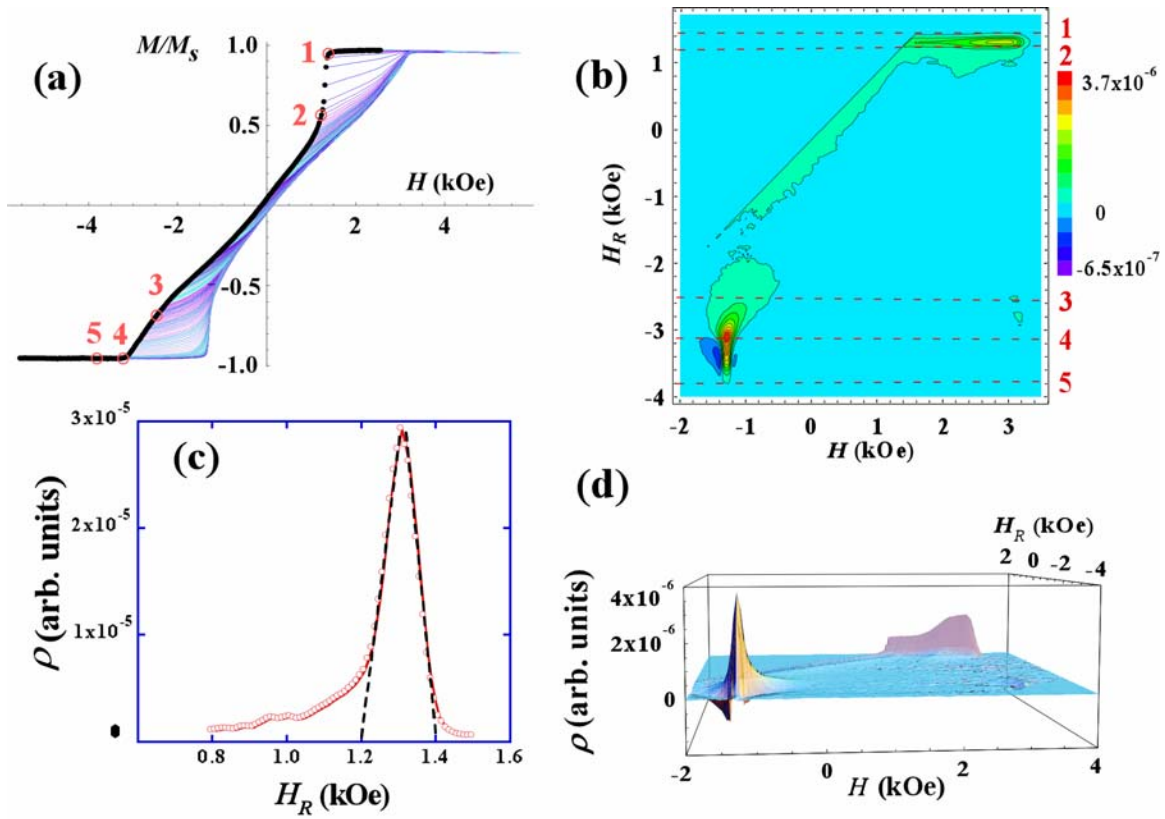 (a)
M/Ms
1.0
0.5
-0.5
-1.0
H (kOe)
-4 -2 2 4
1
2
3
5 4
(b)
1
0
-1
-2
-3
-4
HR (kOe)
-2 -1 0 1 2 3
H (kOe)
1
2
3.7x10-6
0
-6.5x10-7
3
4
5
(c)
3x10-5
2x10-5
1x10-5
0
ρ (arb. units)
0.8 1.0 1.2 1.4 1.6
HR (kOe)
(d)
HR (kOe)
2 0 -2 -4
4x10-6
2x10-6
0
ρ (arb. units)
-2 0 2 4
H (kOe)